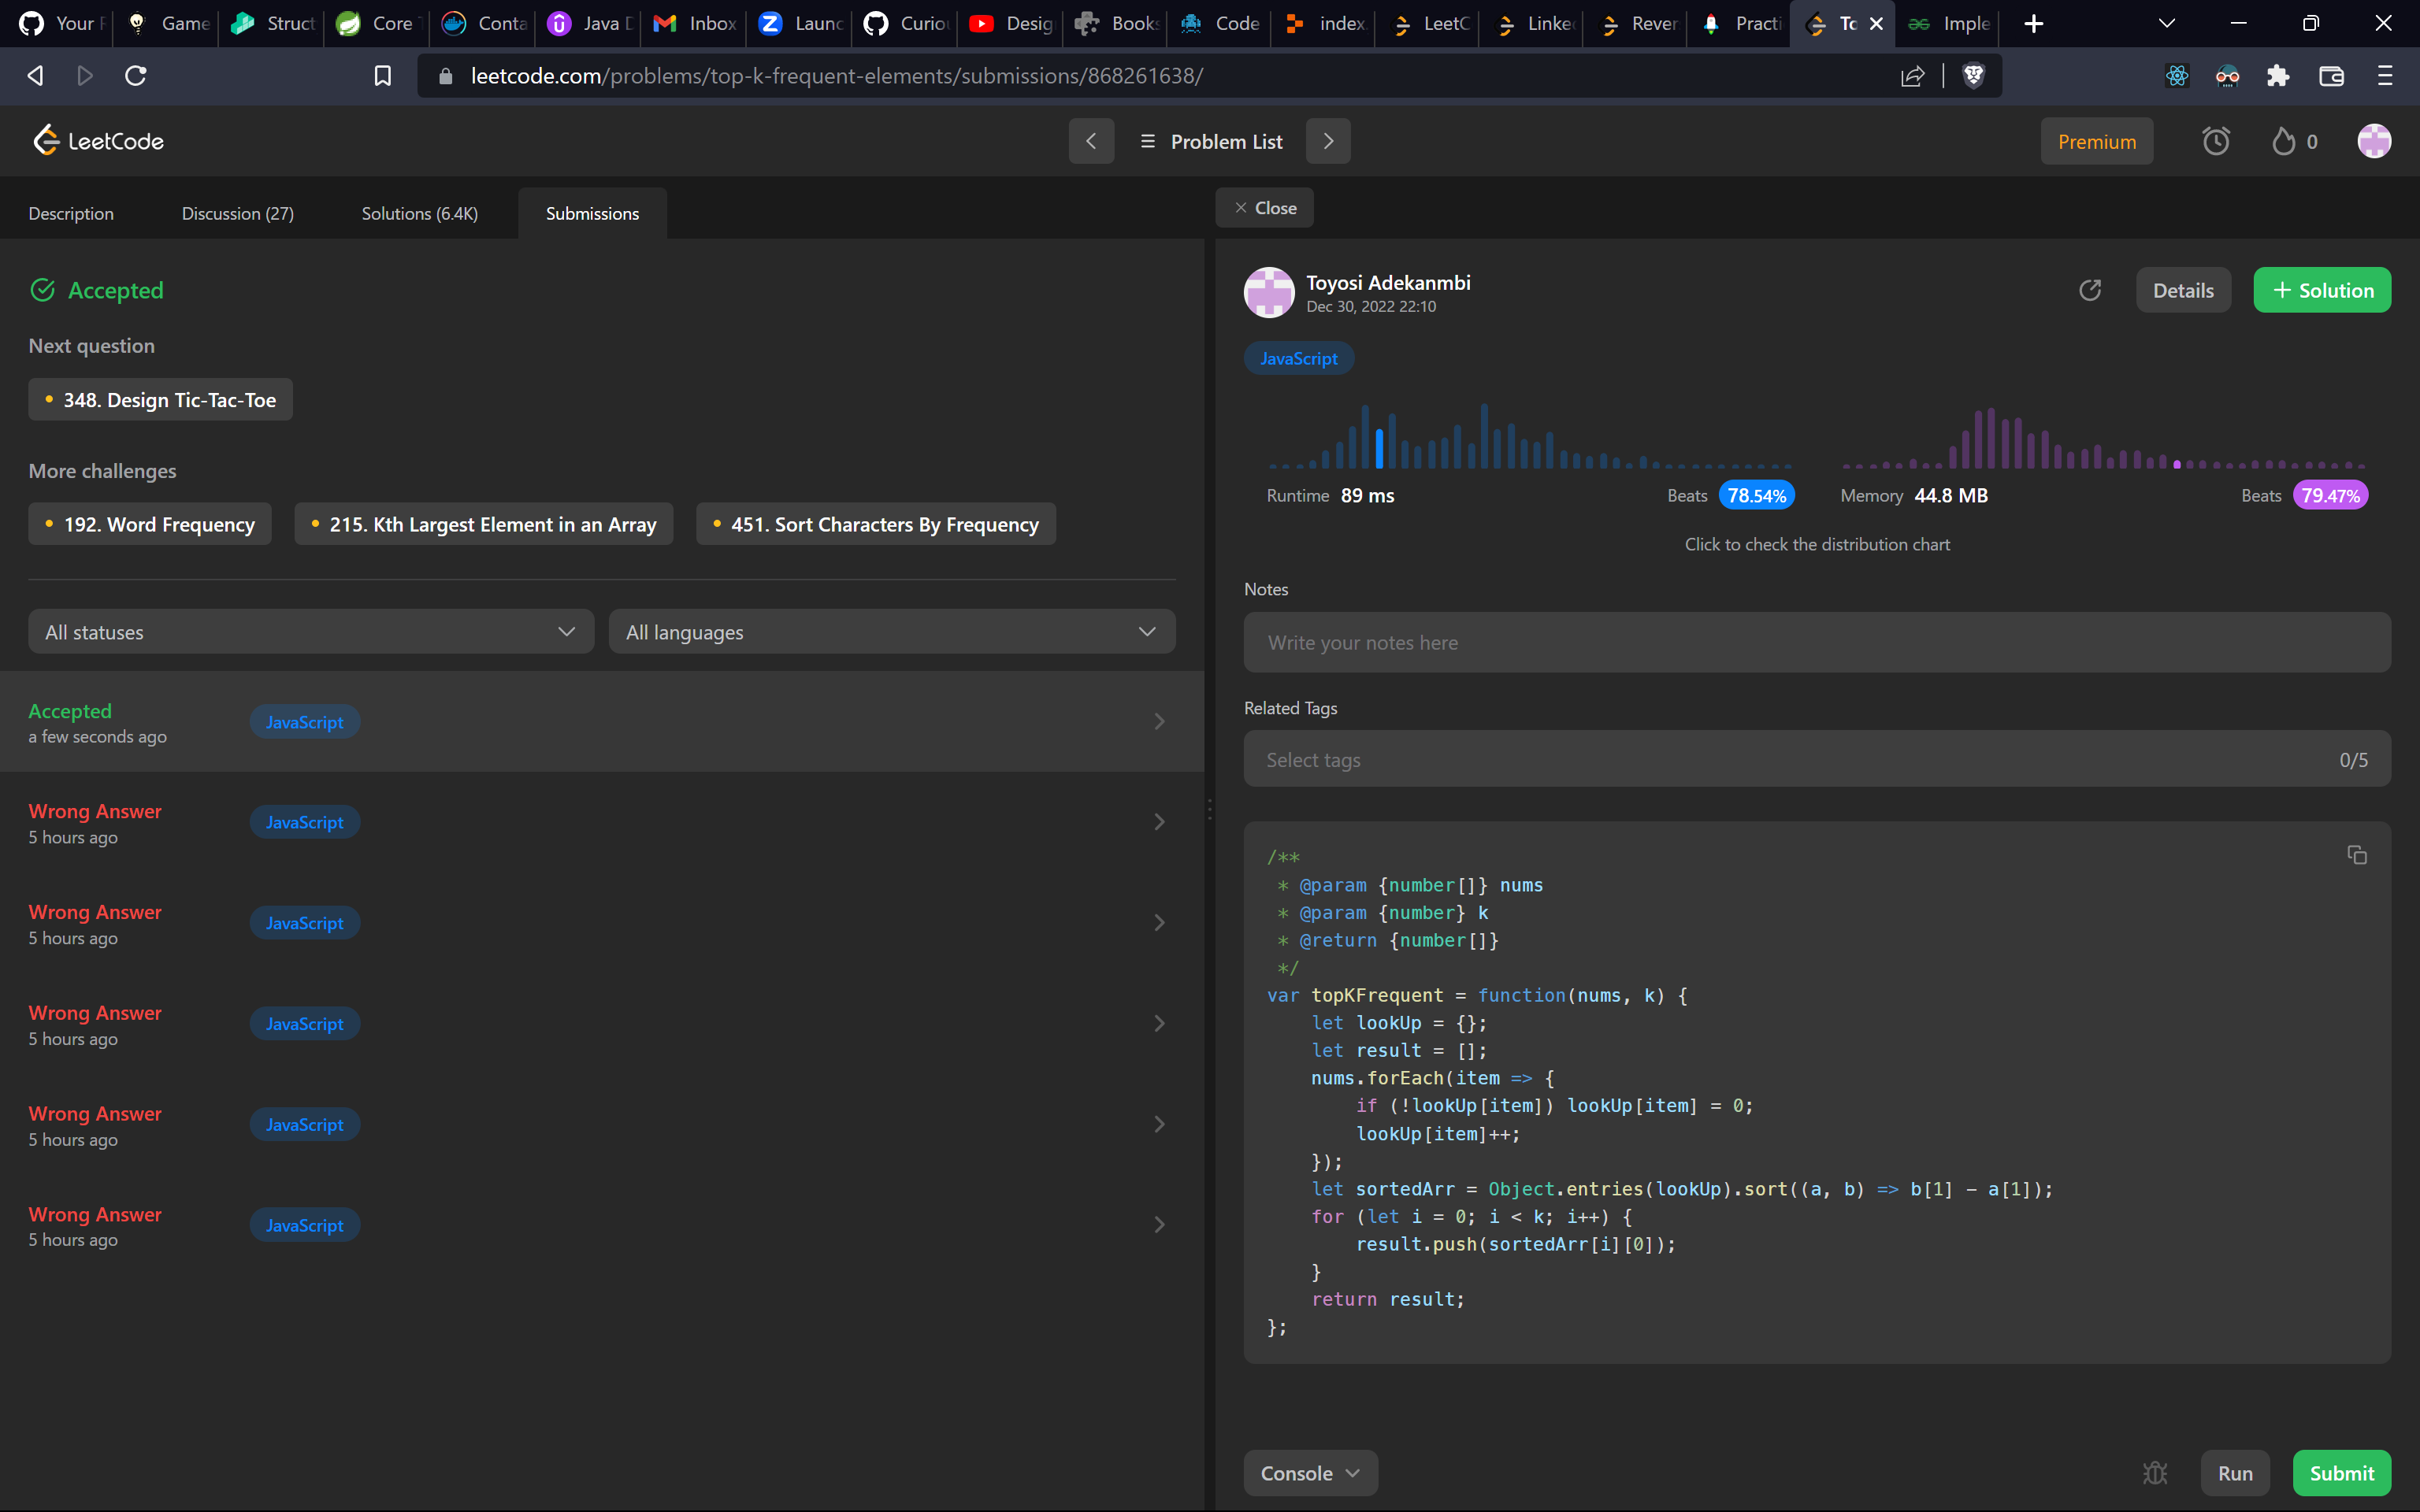 Your
Game
Struct
Core
Conta
Java D
Inbox
Launc
Curiou
Desig
Books
Code
index.
LeetC
Linke
Rever
Practi
To
Imple
leetcode.com/problems/top-k-frequent-elements/submissions/868261638/
LeetCode
Problem List
Premium
0
Description
Discussion (27)
Solutions (6.4K)
Submissions
Close
Accepted
Next question
348. Design Tic-Tac-Toe
More challenges
192. Word Frequency
215. Kth Largest Element in an Array
451. Sort Characters By Frequency
All statuses
All languages
Accepted
a few seconds ago
JavaScript
Wrong Answer
5 hours ago
JavaScript
Wrong Answer
5 hours ago
JavaScript
Wrong Answer
5 hours ago
JavaScript
Wrong Answer
5 hours ago
JavaScript
Wrong Answer
5 hours ago
JavaScript
Toyosi Adekanmbi
Dec 30, 2022 22:10
Details
+ Solution
JavaScript
Runtime 89 ms
Beats 78.54%
Memory 44.8 MB
Beats 79.47%
Click to check the distribution chart
Notes
Write your notes here
Related Tags
Select tags
0/5
/**
 * @param {number[]} nums
 * @param {number} k
 * @return {number[]}
 */
var topKFrequent = function(nums, k) {
    let lookUp = {};
    let result = [];
    nums.forEach(item => {
        if (!lookUp[item]) lookUp[item] = 0;
        lookUp[item]++;
    });
    let sortedArr = Object.entries(lookUp).sort((a, b) => b[1] - a[1]);
    for (let i = 0; i < k; i++) {
        result.push(sortedArr[i][0]);
    }
    return result;
};
Console
Run
Submit